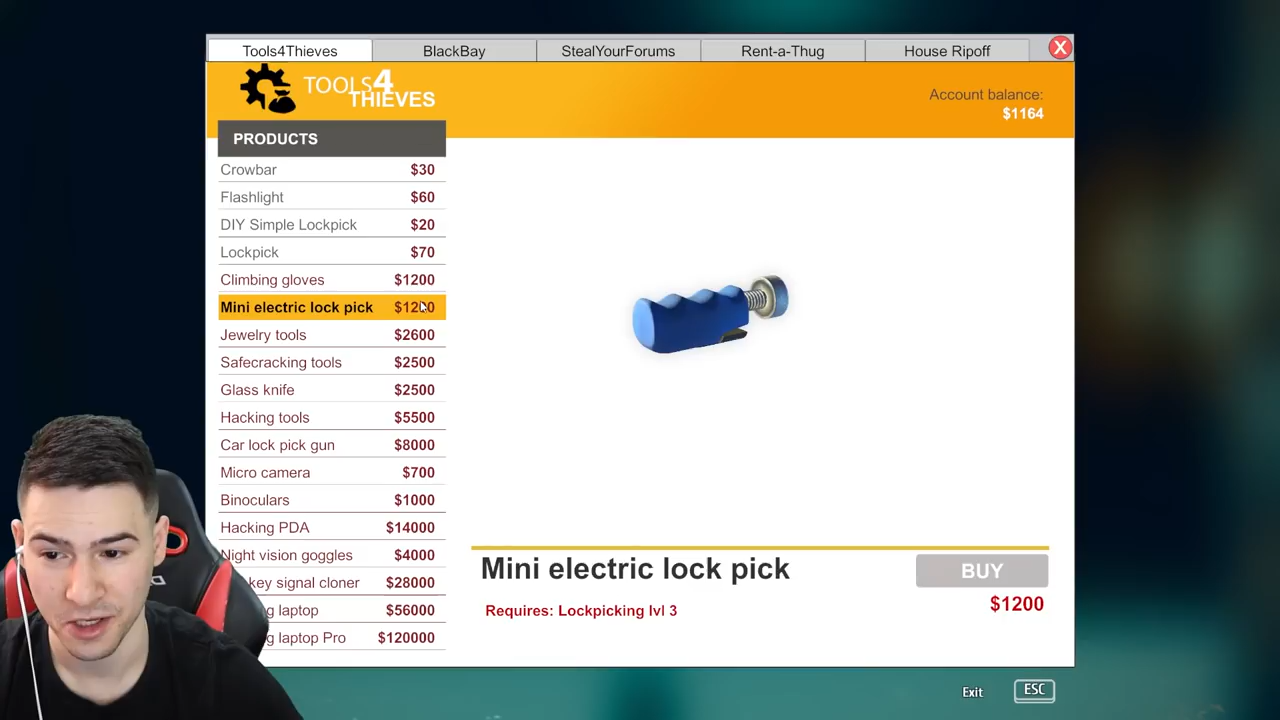 Tools4Thieves
BlackBay
StealYourForums
Rent-a-Thug
House Ripoff
X
TOOLS4
THIEVES
Account balance:
$1164
PRODUCTS
Crowbar $30
Flashlight $60
DIY Simple Lockpick $20
Lockpick $70
Climbing gloves $1200
Mini electric lock pick $1200
Jewelry tools $2600
Safecracking tools $2500
Glass knife $2500
Hacking tools $5500
Car lock pick gun $8000
Micro camera $700
Binoculars $1000
Hacking PDA $14000
Night vision goggles $4000
key signal cloner $28000
laptop $56000
laptop Pro $120000
Mini electric lock pick
BUY
Requires: Lockpicking lvl 3
$1200
Exit
ESC